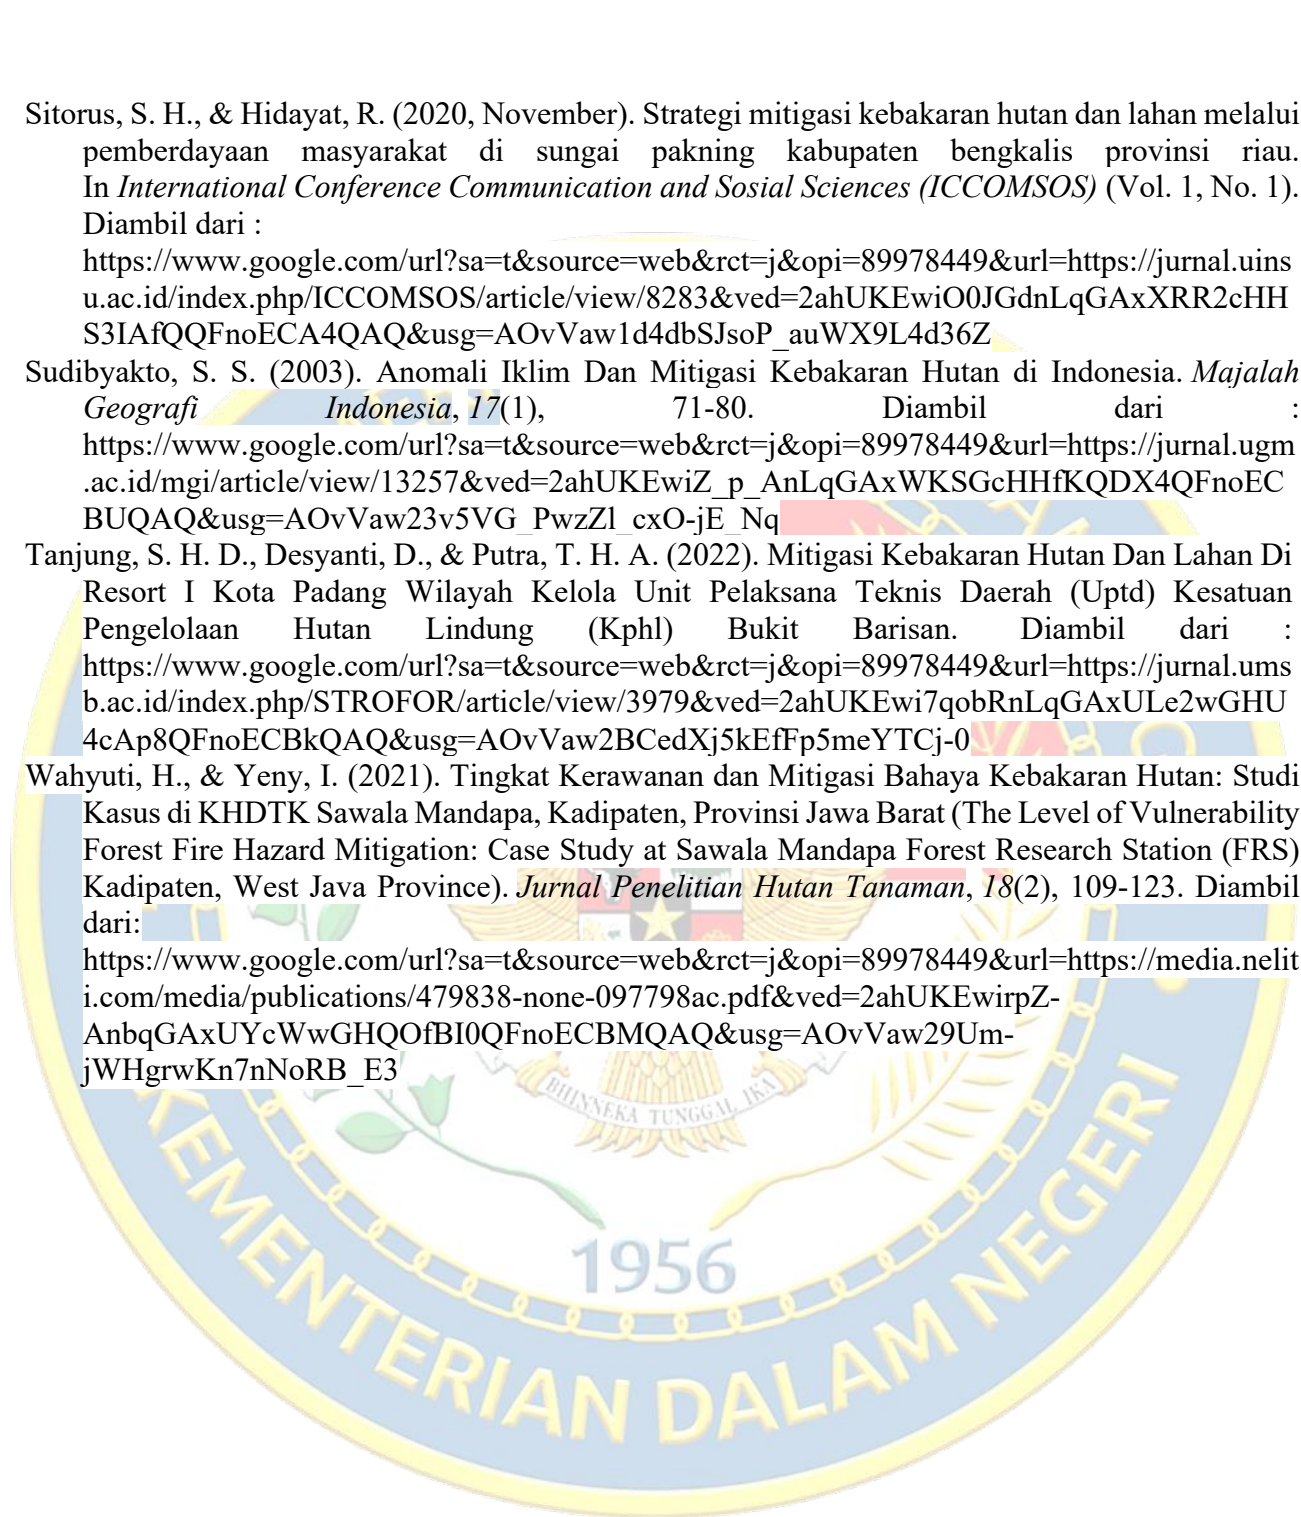 Sitorus, S. H., & Hidayat, R. (2020, November). Strategi mitigasi kebakaran hutan dan lahan melalui
pemberdayaan masyarakat di sungai pakning kabupaten bengkalis provinsi riau.
In International Conference Communication and Sosial Sciences (ICCOMSOS) (Vol. 1, No. 1).
Diambil dari :
https://www.google.com/url?sa=t&source=web&rct=j&opi=89978449&url=https://jurnal.uins
u.ac.id/index.php/ICCOMSOS/article/view/8283&ved=2ahUKEwiO0JGdnLqGAxXRR2cHH
S3IAfQQFnoECA4QAQ&usg=AOvVaw1d4dbSJsoP_auWX9L4d36Z
Sudibyakto, S. S. (2003). Anomali Iklim Dan Mitigasi Kebakaran Hutan di Indonesia. Majalah
Geografi Indonesia, 17(1), 71-80. Diambil dari :
https://www.google.com/url?sa=t&source=web&rct=j&opi=89978449&url=https://jurnal.ugm
.ac.id/mgi/article/view/13257&ved=2ahUKEwiZ_p_AnLqGAxWKSGcHHfKQDX4QFnoEC
BUQAQ&usg=AOvVaw23v5VG_PwzZl_cxO-jE_Nq
Tanjung, S. H. D., Desyanti, D., & Putra, T. H. A. (2022). Mitigasi Kebakaran Hutan Dan Lahan Di
Resort I Kota Padang Wilayah Kelola Unit Pelaksana Teknis Daerah (Uptd) Kesatuan
Pengelolaan Hutan Lindung (Kphl) Bukit Barisan. Diambil dari :
https://www.google.com/url?sa=t&source=web&rct=j&opi=89978449&url=https://jurnal.ums
b.ac.id/index.php/STROFOR/article/view/3979&ved=2ahUKEwi7qobRnLqGAxULe2wGHU
4cAp8QFnoECBkQAQ&usg=AOvVaw2BCedXj5kEfFp5meYTCj-0
Wahyuti, H., & Yeny, I. (2021). Tingkat Kerawanan dan Mitigasi Bahaya Kebakaran Hutan: Studi
Kasus di KHDTK Sawala Mandapa, Kadipaten, Provinsi Jawa Barat (The Level of Vulnerability
Forest Fire Hazard Mitigation: Case Study at Sawala Mandapa Forest Research Station (FRS)
Kadipaten, West Java Province). Jurnal Penelitian Hutan Tanaman, 18(2), 109-123. Diambil
dari:
https://www.google.com/url?sa=t&source=web&rct=j&opi=89978449&url=https://media.nelit
i.com/media/publications/479838-none-097798ac.pdf&ved=2ahUKEwirpZ-
AnbqGAxUYcWwGHQOfBI0QFnoECBMQAQ&usg=AOvVaw29Um-
jWHgrwKn7nNoRB_E3
BHINNEKA TUNGGAL IKA
1956
KEMENTERIAN DALAM NEGERI